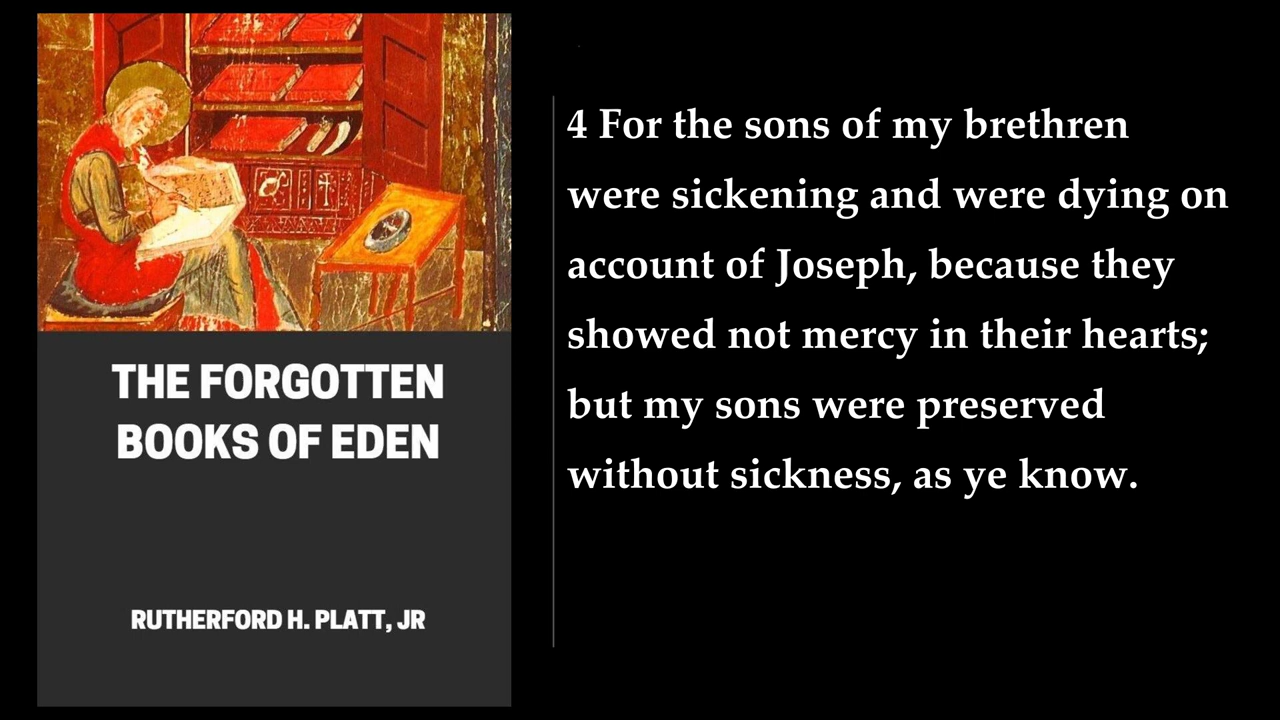 THE FORGOTTEN
BOOKS OF EDEN
RUTHERFORD H. PLATT, JR
4 For the sons of my brethren
were sickening and were dying on
account of Joseph, because they
showed not mercy in their hearts;
but my sons were preserved
without sickness, as ye know.